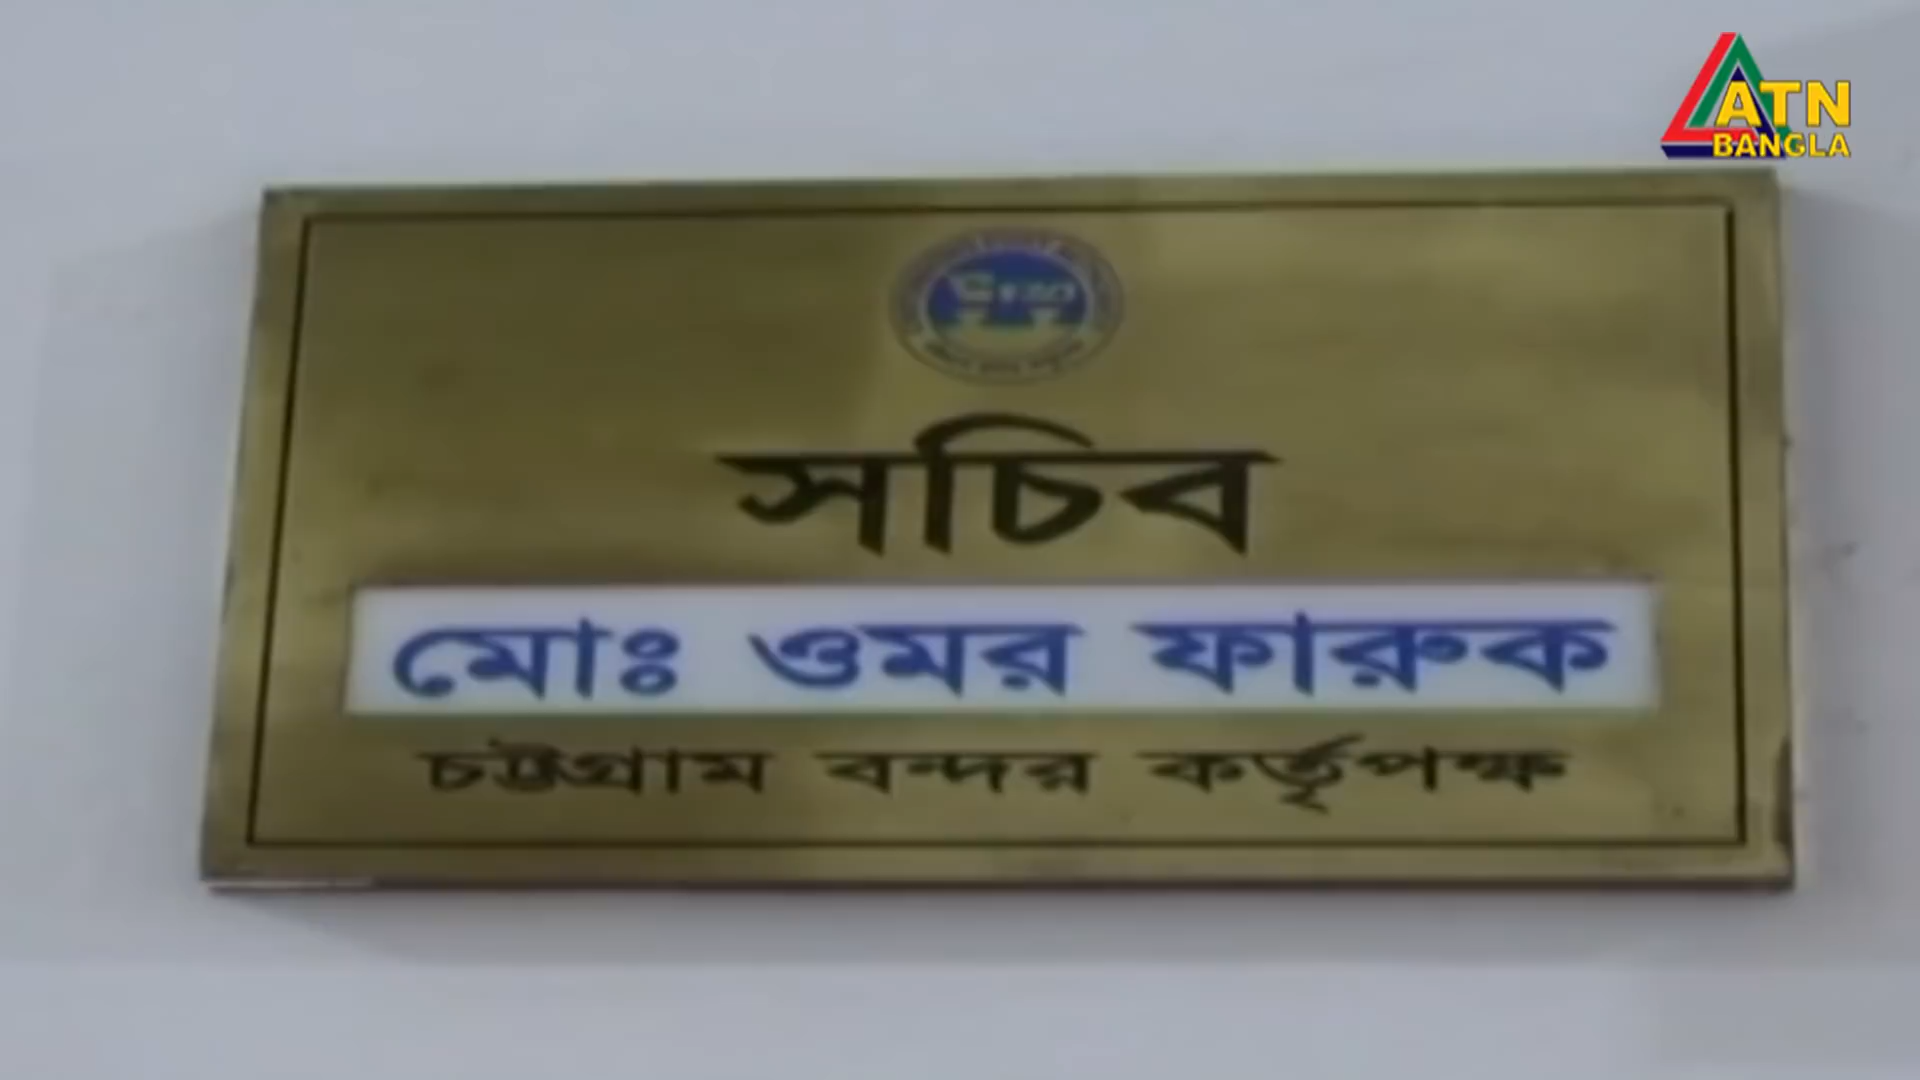 ATN
BANGLA
সচিব
মোঃ ওমর ফারুক
চট্টগ্রাম বন্দর কর্তৃপক্ষ